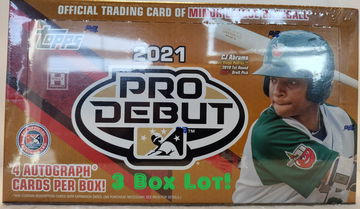 OFFICIAL TRADING CARD OF MINOR LEAGUE BASEBALL
Topps
2021
CJ Abrams
2019 1st Round
Draft Pick
PRO
DEBUT
TM
4 AUTOGRAPH
CARDS PER BOX!
3 Box Lot!